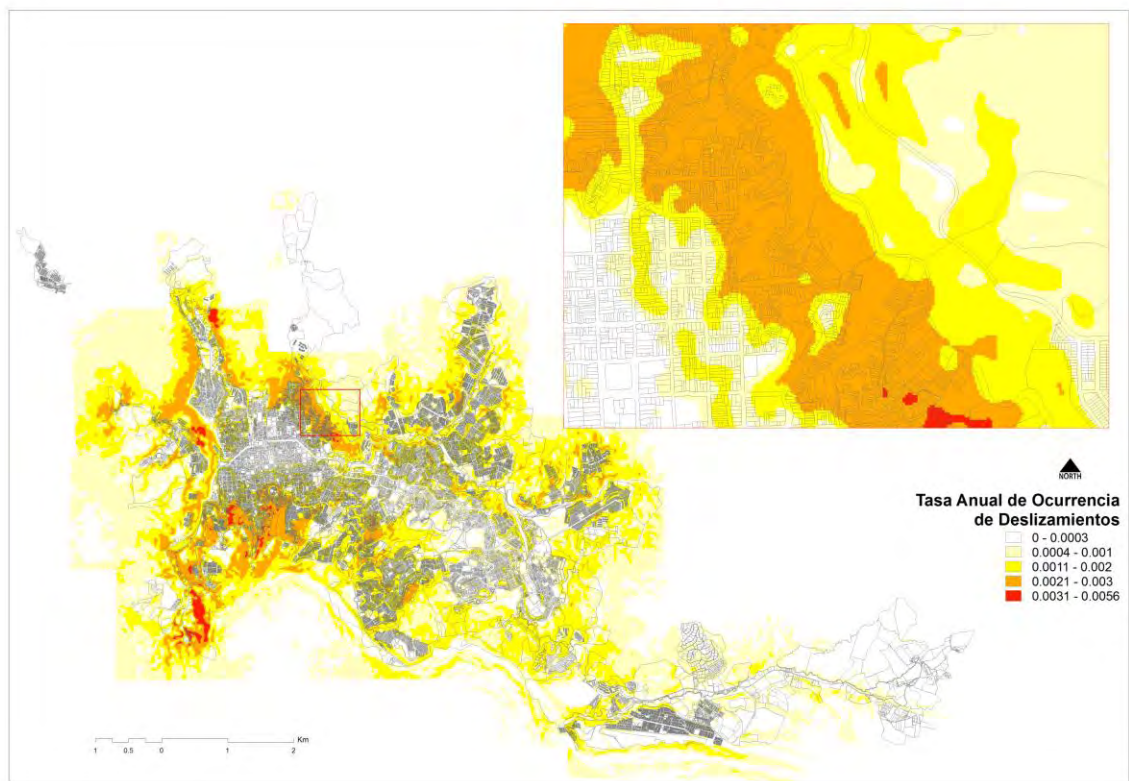 NORTH
Tasa Anual de Ocurrencia
de Deslizamientos
0 - 0.0003
0.0004 - 0.001
0.0011 - 0.002
0.0021 - 0.003
0.0031 - 0.0056
Km
1 0.5 0 1 2